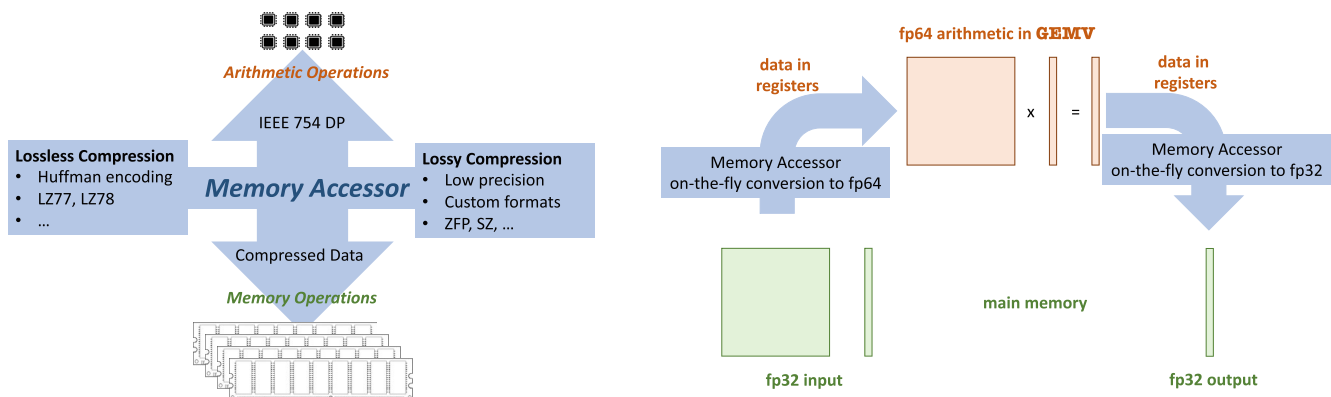 Arithmetic Operations
IEEE 754 DP
Lossless Compression
• Huffman encoding
• LZ77, LZ78
• ...
Memory Accessor
Lossy Compression
• Low precision
• Custom formats
• ZFP, SZ, ...
Compressed Data
Memory Operations
fp64 arithmetic in GEMV
data in
registers
x
=
data in
registers
Memory Accessor
on-the-fly conversion to fp64
Memory Accessor
on-the-fly conversion to fp32
main memory
fp32 input
fp32 output